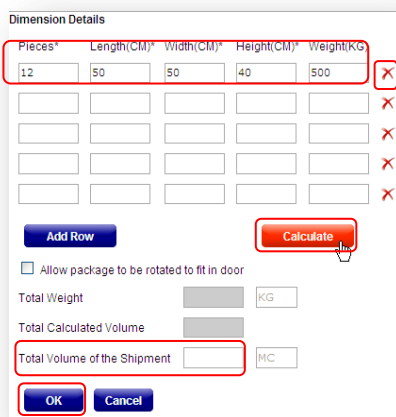 Dimension Details
Pieces* Length(CM)* Width(CM)* Height(CM)* Weight(KG)
12 50 50 40 500
Add Row Calculate
Allow package to be rotated to fit in door
Total Weight KG
Total Calculated Volume
Total Volume of the Shipment MC
OK Cancel